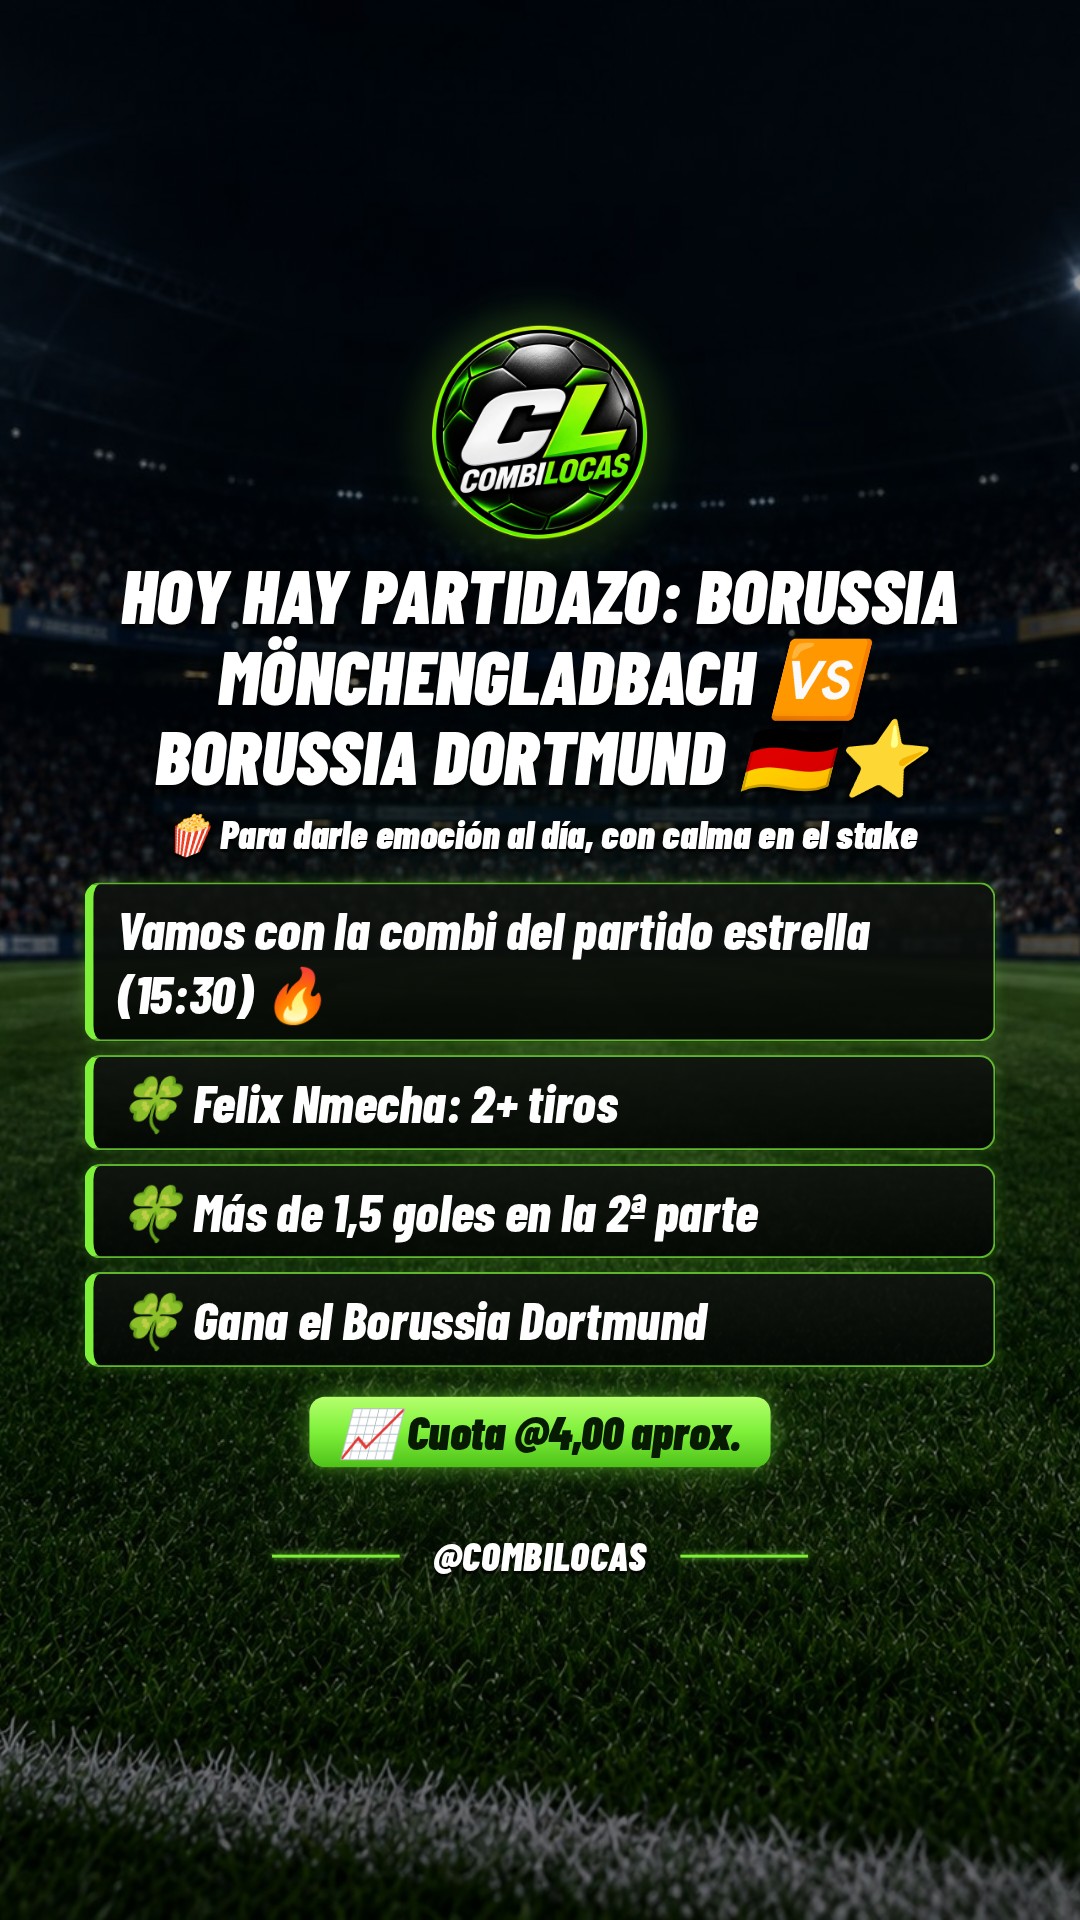 CL
COMBILOCAS
HOY HAY PARTIDAZO: BORUSSIA
MÖNCHENGLADBACH 🆚
BORUSSIA DORTMUND 🇩🇪⭐
🍿 Para darle emoción al día, con calma en el stake
Vamos con la combi del partido estrella
(15:30) 🔥
🍀 Felix Nmecha: 2+ tiros
🍀 Más de 1,5 goles en la 2ª parte
🍀 Gana el Borussia Dortmund
📈 Cuota @4,00 aprox.
@COMBILOCAS